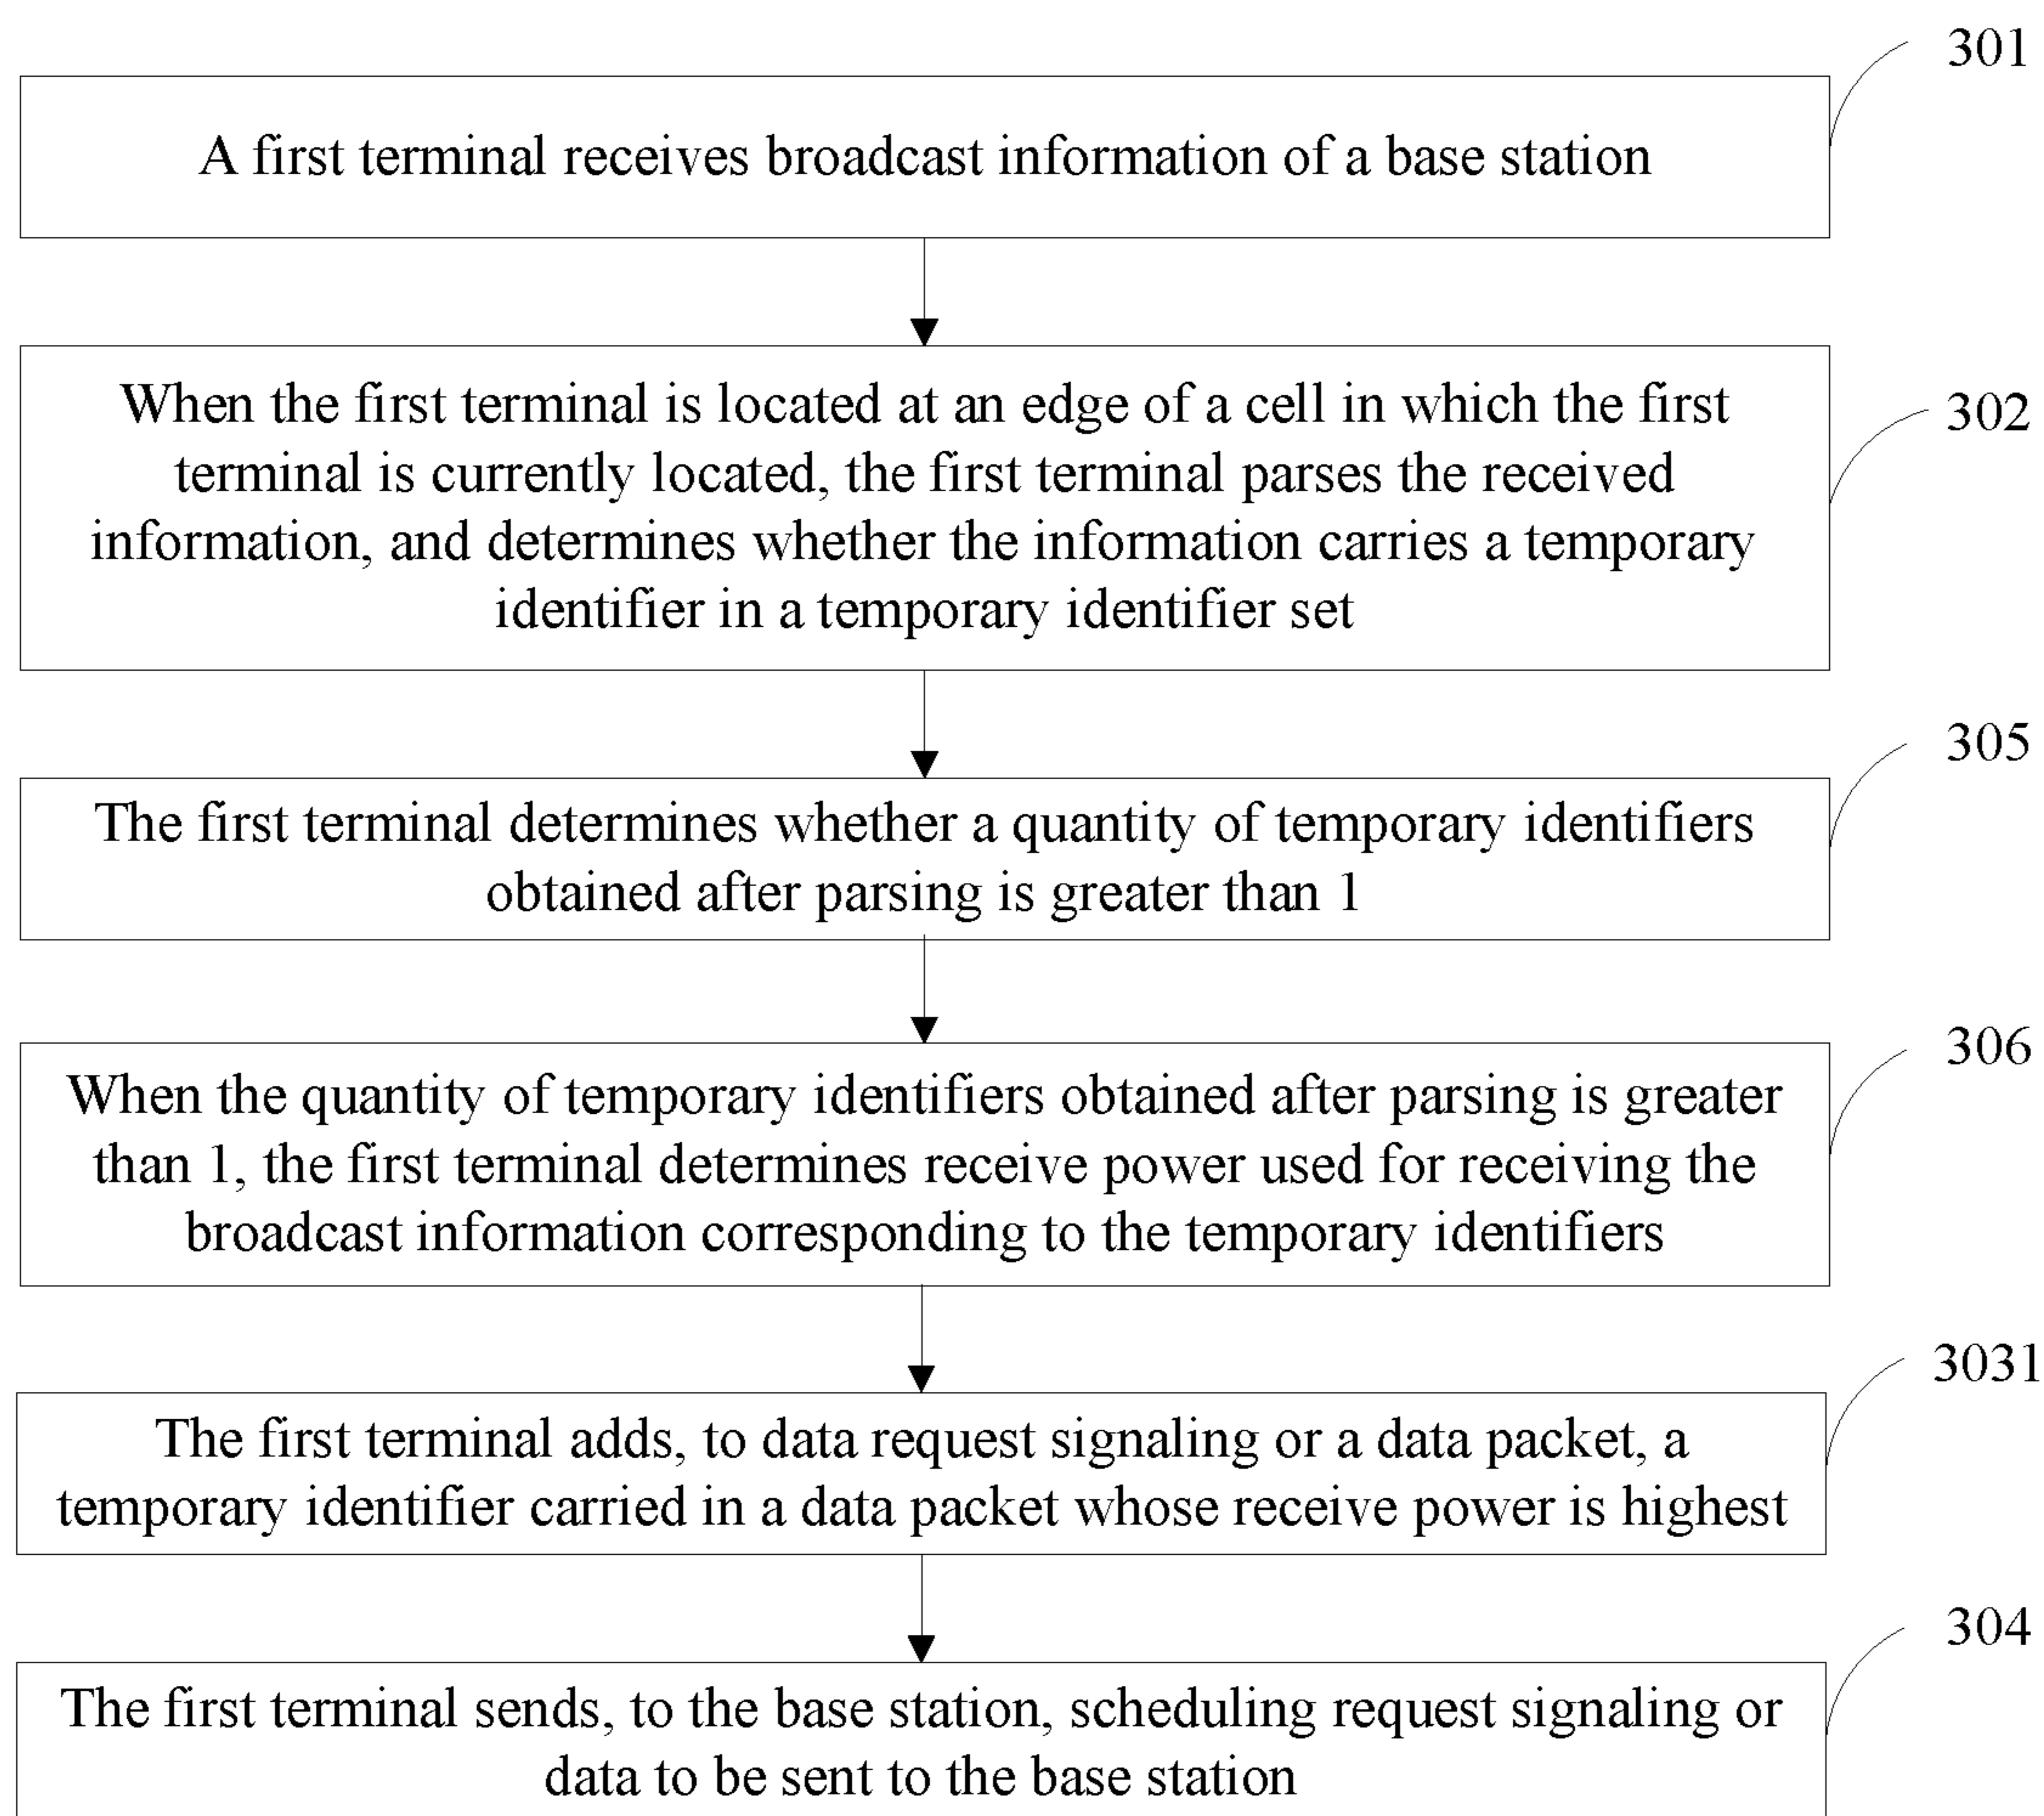 301
A first terminal receives broadcast information of a base station
302
When the first terminal is located at an edge of a cell in which the first
terminal is currently located, the first terminal parses the received
information, and determines whether the information carries a temporary
identifier in a temporary identifier set
305
The first terminal determines whether a quantity of temporary identifiers
obtained after parsing is greater than 1
306
When the quantity of temporary identifiers obtained after parsing is greater
than 1, the first terminal determines receive power used for receiving the
broadcast information corresponding to the temporary identifiers
3031
The first terminal adds, to data request signaling or a data packet, a
temporary identifier carried in a data packet whose receive power is highest
304
The first terminal sends, to the base station, scheduling request signaling or
data to be sent to the base station